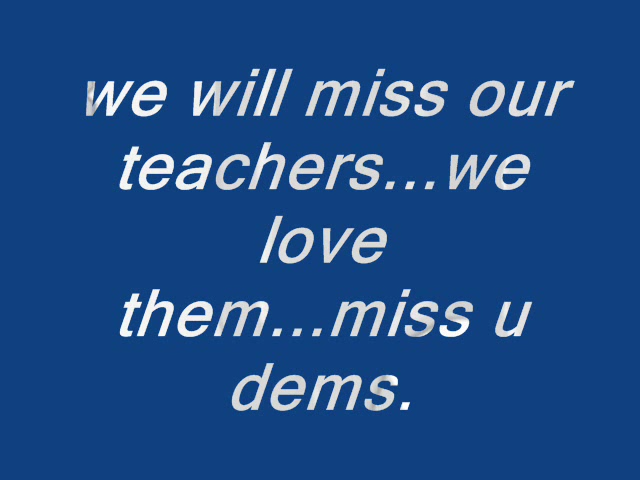 we will miss our
teachers...we
love
them...miss u
dems.